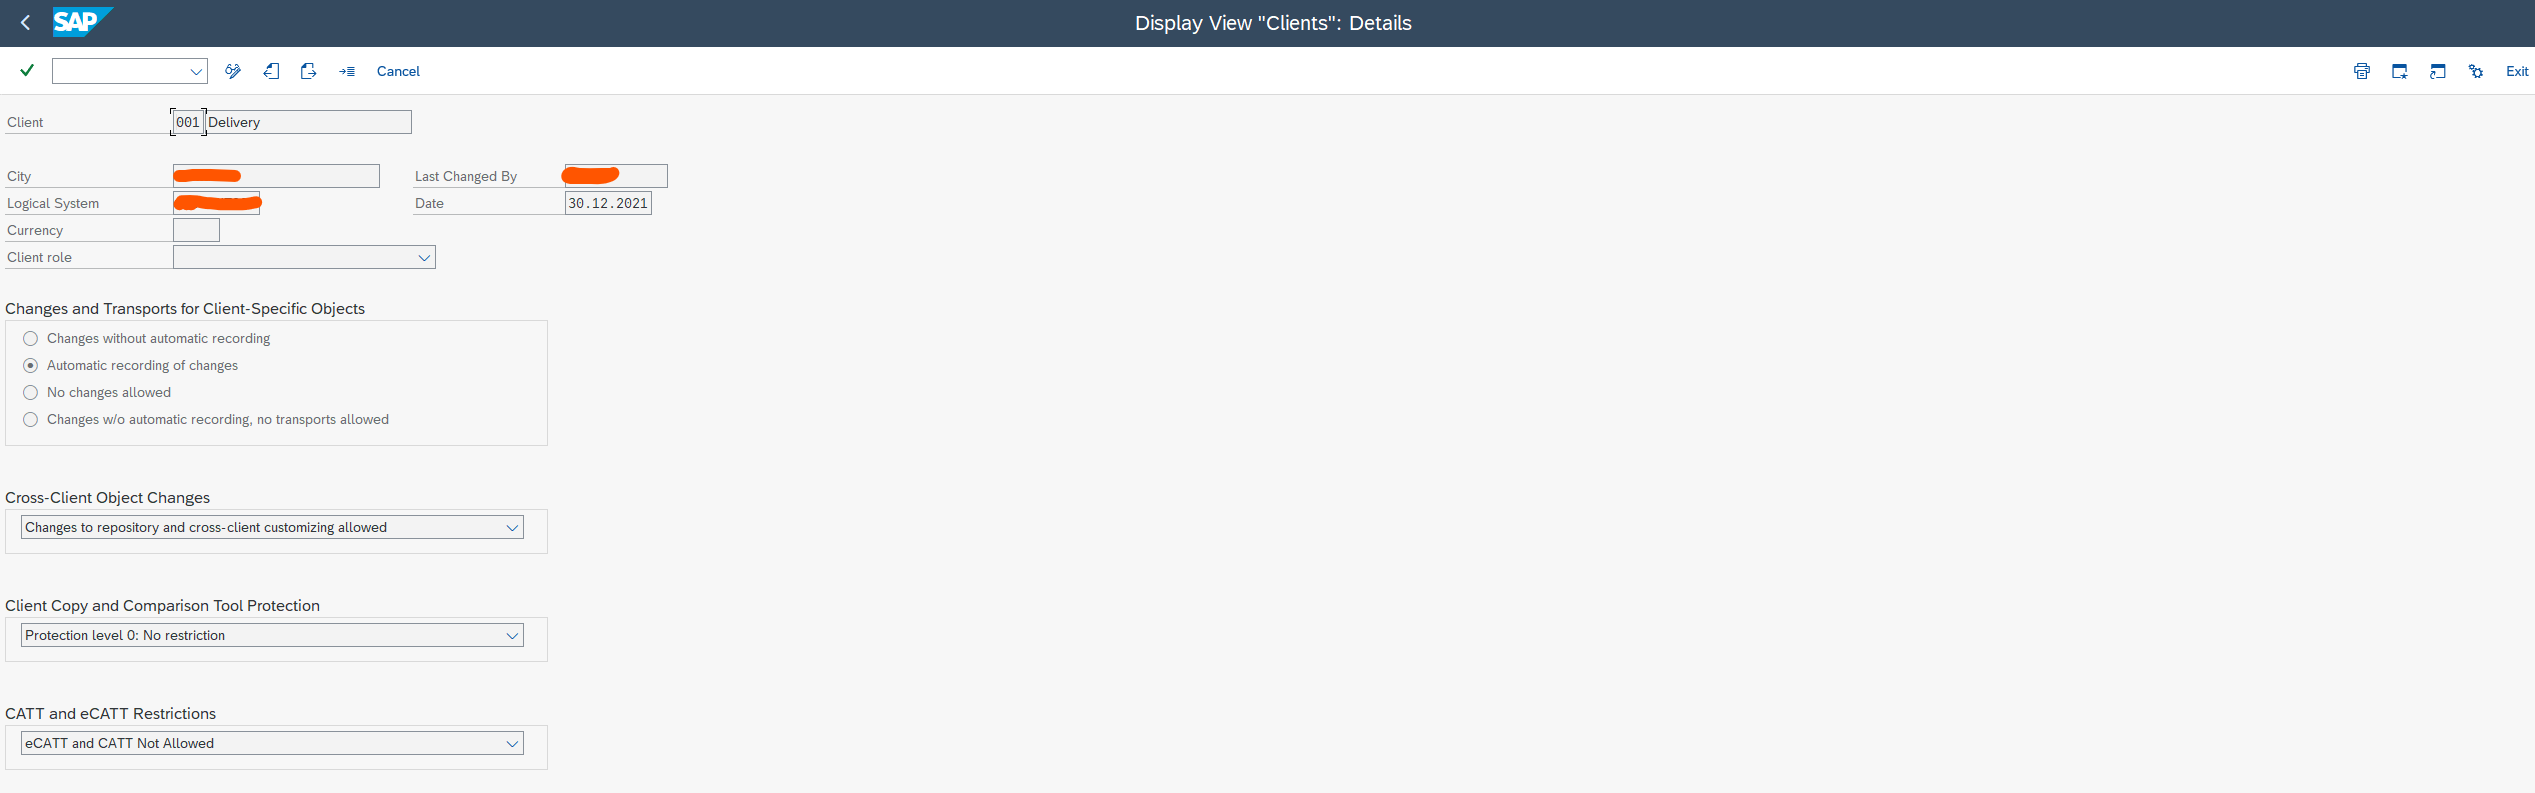 SAP
Display View "Clients": Details
Cancel
Exit
Client 001 Delivery
City Last Changed By
Logical System Date 30.12.2021
Currency
Client role
Changes and Transports for Client-Specific Objects
Changes without automatic recording
Automatic recording of changes
No changes allowed
Changes w/o automatic recording, no transports allowed
Cross-Client Object Changes
Changes to repository and cross-client customizing allowed
Client Copy and Comparison Tool Protection
Protection level 0: No restriction
CATT and eCATT Restrictions
eCATT and CATT Not Allowed